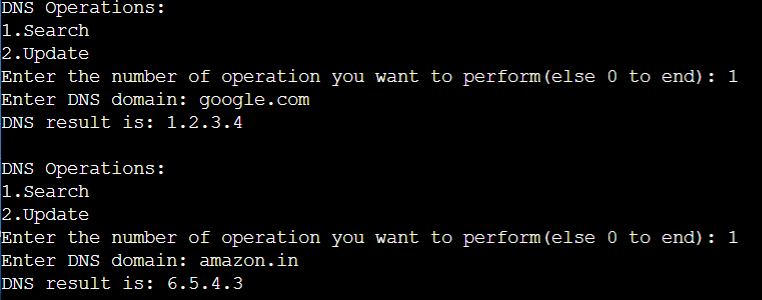 DNS Operations:
1.Search
2.Update
Enter the number of operation you want to perform(else 0 to end): 1
Enter DNS domain: google.com
DNS result is: 1.2.3.4
DNS Operations:
1.Search
2.Update
Enter the number of operation you want to perform(else 0 to end): 1
Enter DNS domain: amazon.in
DNS result is: 6.5.4.3